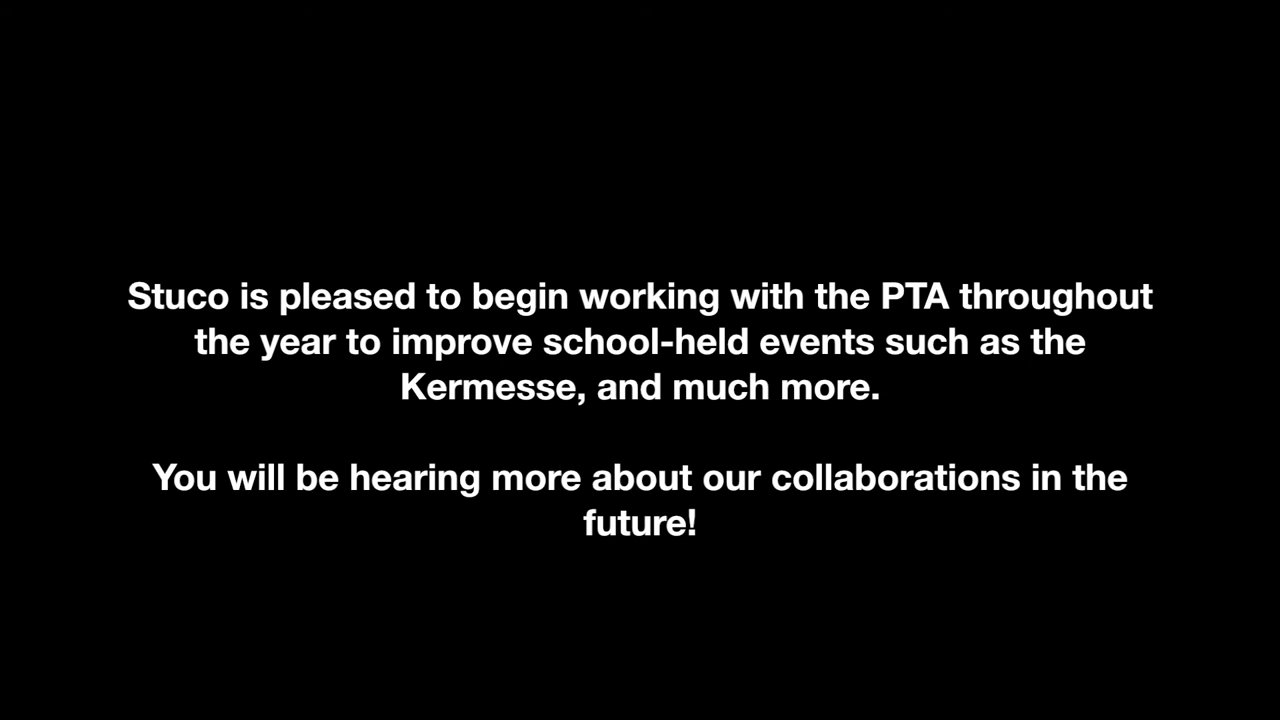 Stuco is pleased to begin working with the PTA throughout
the year to improve school-held events such as the
Kermesse, and much more.
You will be hearing more about our collaborations in the
future!